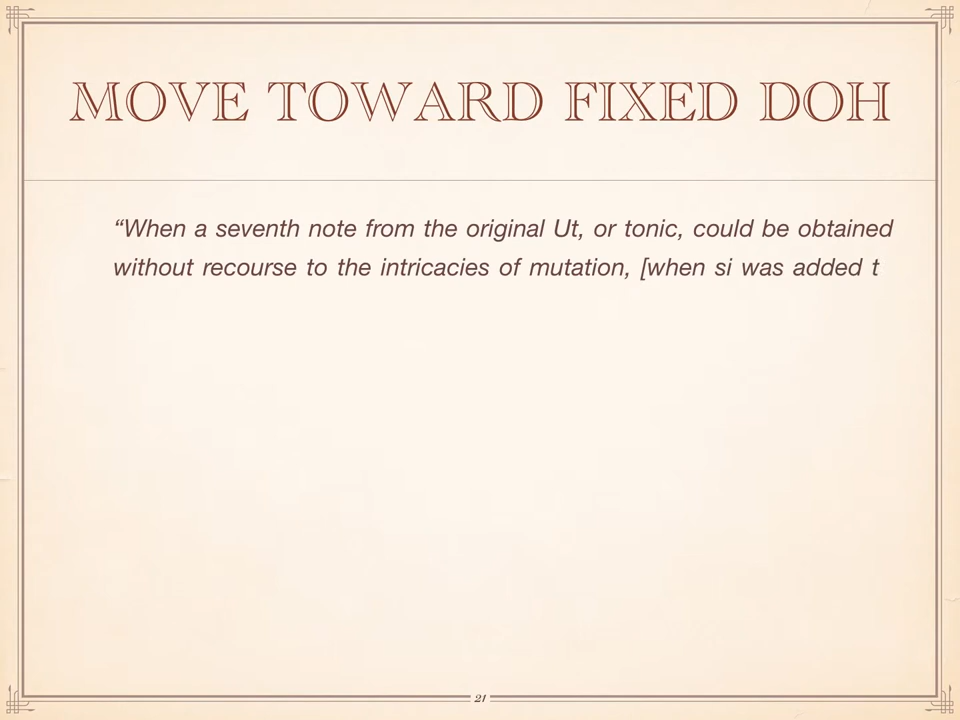 MOVE TOWARD FIXED DOH
“When a seventh note from the original Ut, or tonic, could be obtained
without recourse to the intricacies of mutation, [when si was added t
21